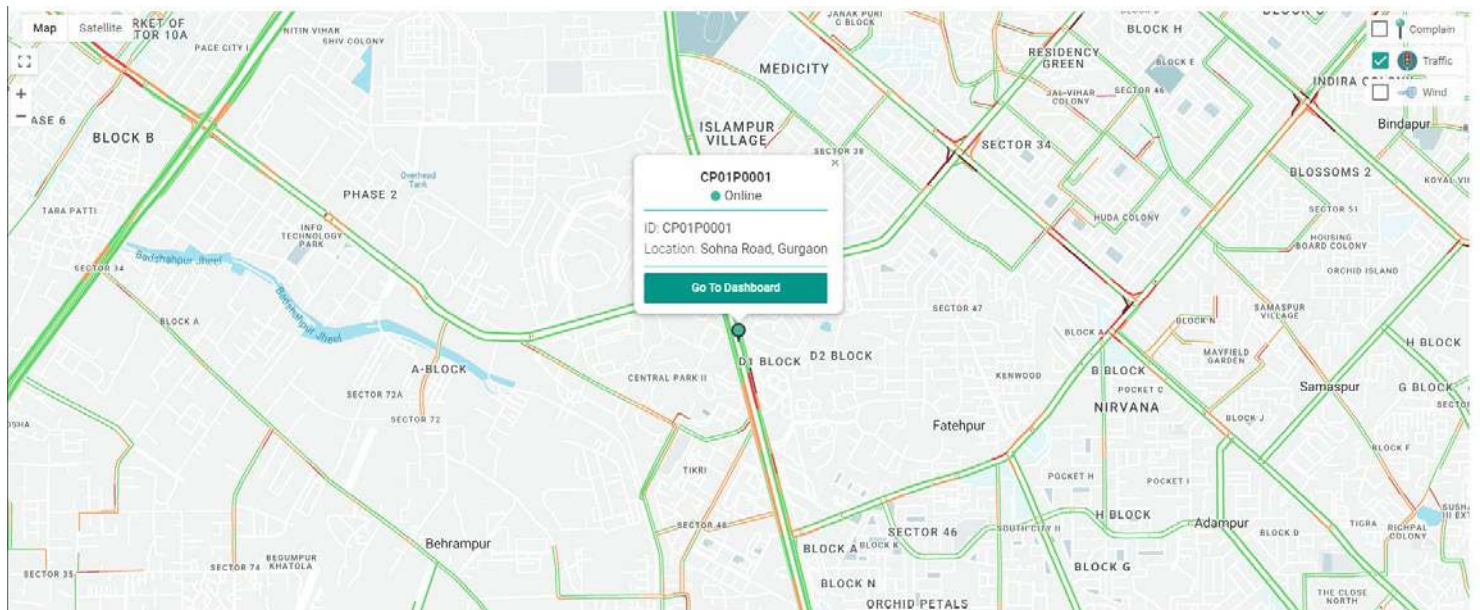 Map Satellite
RKET OF
TOR 10A
PACE CITY I
NITIN VIHAR
SHIV COLONY
JANAK PURI
C BLOCK
BLOCK H
Complain
RESIDENCY
GREEN
BLOCK E
MEDICITY
Traffic
JAL-VIHAR
COLONY
SECTOR 46
Wind
ASE 6
BLOCK B
ISLAMPUR
VILLAGE
Bindapur
SECTOR 38
SECTOR 34
CP01P0001
Online
ID: CP01P0001
Location: Sohna Road, Gurgaon
Go To Dashboard
Overhead
Tank
PHASE 2
BLOSSOMS 2
TARA PATTI
INFO
TECHNOLOGY
PARK
SECTOR 51
HUDA COLONY
HOUSING
BOARD COLONY
Badshahpur Jheel
SECTOR 34
ORCHID ISLAND
Badshahpur Jheel
BLOCK A
SECTOR 47
SAMASPUR
VILLAGE
BLOCK N
BLOCK A
H BLOCK
MAYFIELD
GARDEN
D1 BLOCK
D2 BLOCK
A-BLOCK
CENTRAL PARK II
KENWOOD
B BLOCK
POCKET C
Samaspur
G BLOCK
SECTOR 72A
NIRVANA
SECTOR 72
BLOCK J
Fatehpur
BLOCK F
TIKRI
POCKET H
POCKET I
H BLOCK
SECTOR 48
SECTOR 46
SOUTH CITY II
Adampur
BLOCK D
TIGRA
RICHPAL
COLONY
Behrampur
BLOCK A
BLOCK K
BEGUMPUR
KHATOLA
SECTOR 74
SECTOR 35
BLOCK G
BLOCK N
ORCHID PETALS
THE CLOSE
NORTH